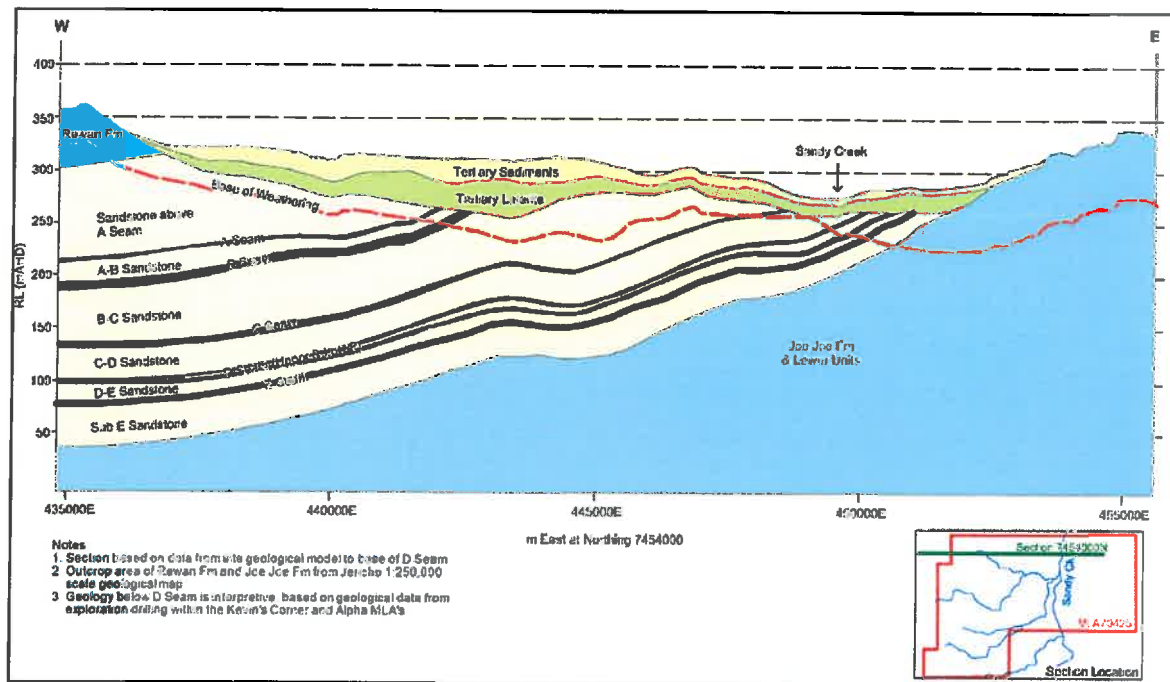 W
E
400
350
Rewan Fm
Sandy Creek
300
Tertiary Sediments
Base of Weathering
Tertiary Laterite
250
Sandstone above
A Seam
A-Seam
A-B Sandstone
B-Seam
200
RL (mAHD)
B-C Sandstone
C-Seam
150
Joe Joe Fm
& Lower Units
C-D Sandstone
100
D-E Sandstone
E-Seam
Sub E Sandstone
50
435000E
440000E
445000E
450000E
455000E
m East at Northing 7454000
Notes
1. Section based on data from site geological model to base of D Seam
2 Outcrop area of Rewan Fm and Joe Joe Fm from Jericho 1:250,000
scale geological map
3 Geology below D Seam is interpretive, based on geological data from
exploration drilling within the Kevin's Corner and Alpha MLA's
Section 7454000N
Sandy Ck
MLA70425
Section Location